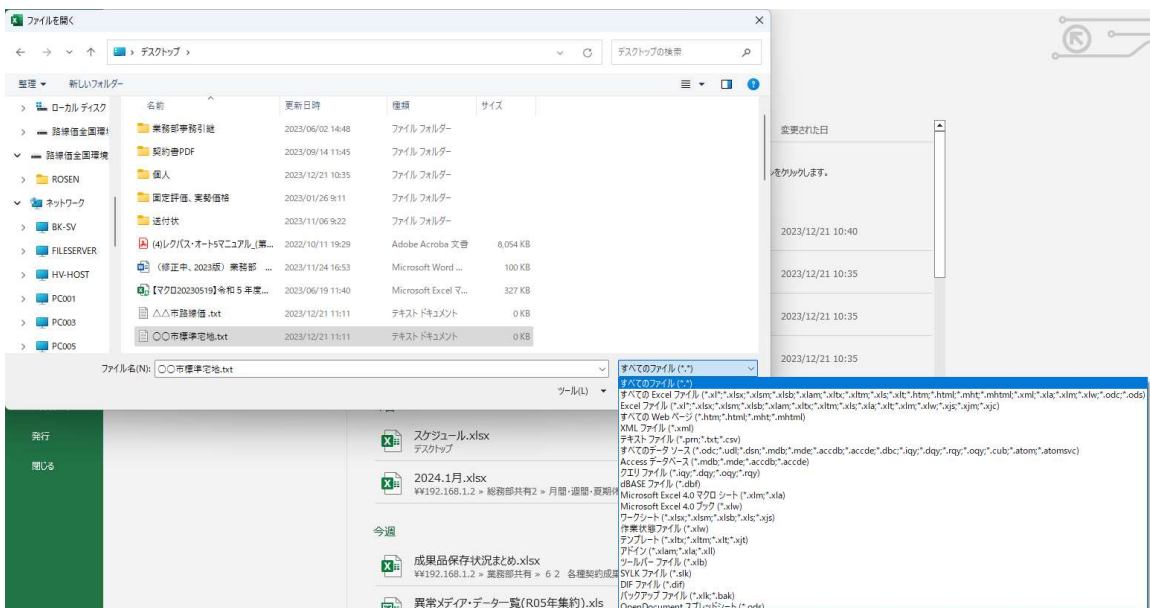 ファイルを開く
デスクトップ
デスクトップの検索
整理
新しいフォルダー
名前 更新日時 種類 サイズ
ローカル ディスク
路線価全国環境
路線価全国環境
ROSEN
ネットワーク
BK-SV
FILESERVER
HV-HOST
PC001
PC003
PC005
業務部事務引継 2023/06/02 14:48 ファイル フォルダー
契約書PDF 2023/09/14 11:45 ファイル フォルダー
個人 2023/12/21 10:35 ファイル フォルダー
固定評価、実勢価格 2023/01/26 9:11 ファイル フォルダー
送付状 2023/11/06 9:22 ファイル フォルダー
(4)レクパス・オート5マニュアル_(第... 2022/10/11 19:29 Adobe Acroba 文書 8,054 KB
（修正中、2023版）業務部 ... 2023/11/24 16:53 Microsoft Word ... 100 KB
【マクロ20230519】令和５年度... 2023/06/19 11:40 Microsoft Excel マ... 327 KB
△△市路線価 .txt 2023/12/21 11:11 テキスト ドキュメント 0 KB
〇〇市標準宅地.txt 2023/12/21 11:11 テキスト ドキュメント 0 KB
ファイル名(N): 〇〇市標準宅地.txt
すべてのファイル (*.*)
ツール(L)
すべてのファイル (*.*)
すべての Excel ファイル (*.xl*;*.xlsx;*.xlsm;*.xlsb;*.xlam;*.xltx;*.xltm;*.xls;*.xlt;*.htm;*.html;*.mht;*.mhtml;*.xml;*.xla;*.xlm;*.xlw;*.odc;*.ods)
Excel ファイル (*.xl*;*.xlsx;*.xlsm;*.xlsb;*.xlam;*.xltx;*.xltm;*.xls;*.xla;*.xlt;*.xlm;*.xlw;*.xjs;*.xjm;*.xjc)
すべての Web ページ (*.htm;*.html;*.mht;*.mhtml)
XML ファイル (*.xml)
テキスト ファイル (*.prn;*.txt;*.csv)
すべてのデータ ソース (*.odc;*.udl;*.dsn;*.mdb;*.mde;*.accdb;*.accde;*.dbc;*.iqy;*.dqy;*.rqy;*.oqy;*.cub;*.atom;*.atomsvc)
Access データベース (*.mdb;*.mde;*.accdb;*.accde)
クエリ ファイル (*.iqy;*.dqy;*.oqy;*.rqy)
dBASE ファイル (*.dbf)
Microsoft Excel 4.0 マクロ シート (*.xlm;*.xla)
Microsoft Excel 4.0 ブック (*.xlw)
ワークシート (*.xlsx;*.xlsm;*.xlsb;*.xls;*.xjs)
作業状態ファイル (*.xlw)
テンプレート (*.xltx;*.xltm;*.xlt;*.xjt)
アドイン (*.xlam;*.xla;*.xll)
ツールバー ファイル (*.xlb)
SYLK ファイル (*.slk)
DIF ファイル (*.dif)
バックアップ ファイル (*.xlk;*.bak)
OpenDocument スプレッドシート (*.ods)
変更された日
をクリックします。
2023/12/21 10:40
2023/12/21 10:35
2023/12/21 10:35
2023/12/21 10:35
発行
閉じる
スケジュール.xlsx
デスクトップ
2024.1月.xlsx
¥¥192.168.1.2 » 総務部共有2 » 月間・週間・夏期
今週
成果品保存状況まとめ.xlsx
¥¥192.168.1.2 » 業務部共有 » ６２ 各種契約成果
異常メディア・データ一覧(R05年集約).xls